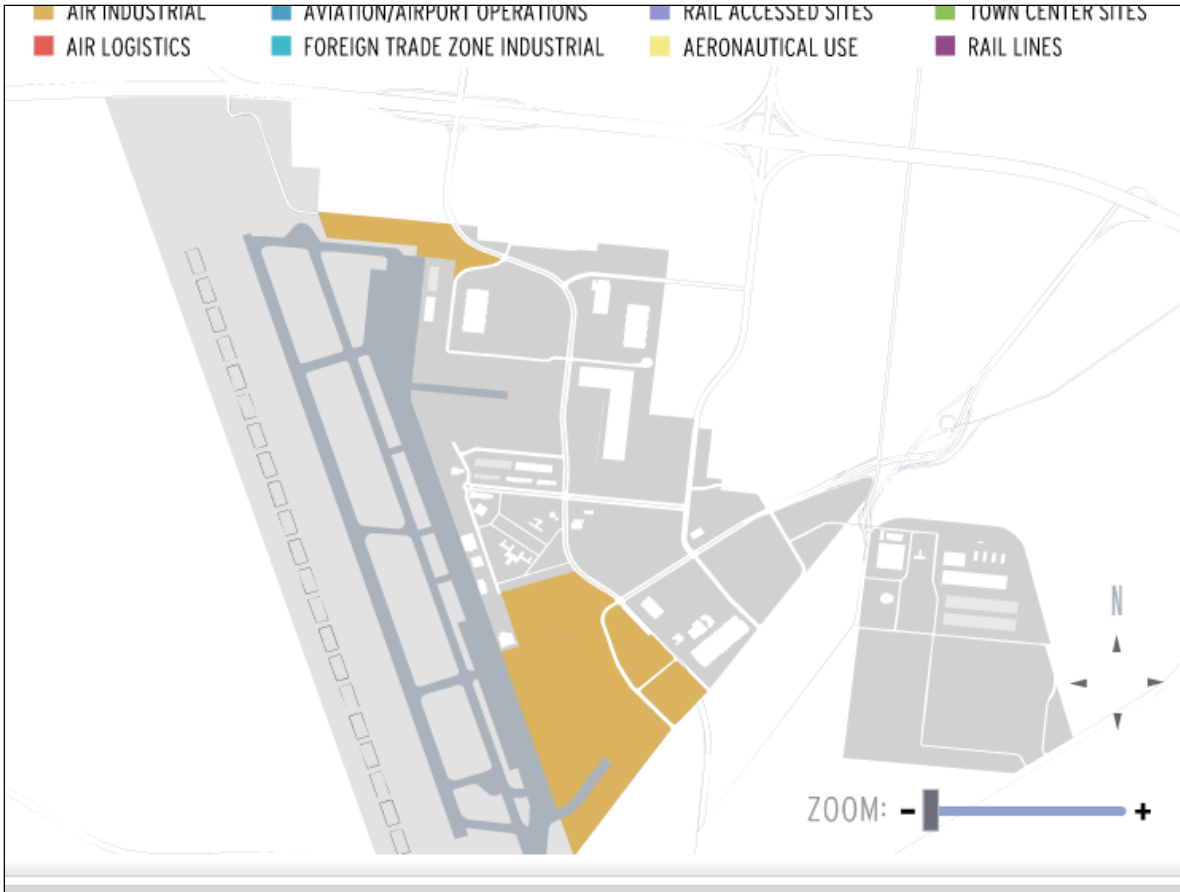 AIR INDUSTRIAL AVIATION/AIRPORT OPERATIONS RAIL ACCESSED SITES TOWN CENTER SITES
AIR LOGISTICS FOREIGN TRADE ZONE INDUSTRIAL AERONAUTICAL USE RAIL LINES
N
ZOOM: - +